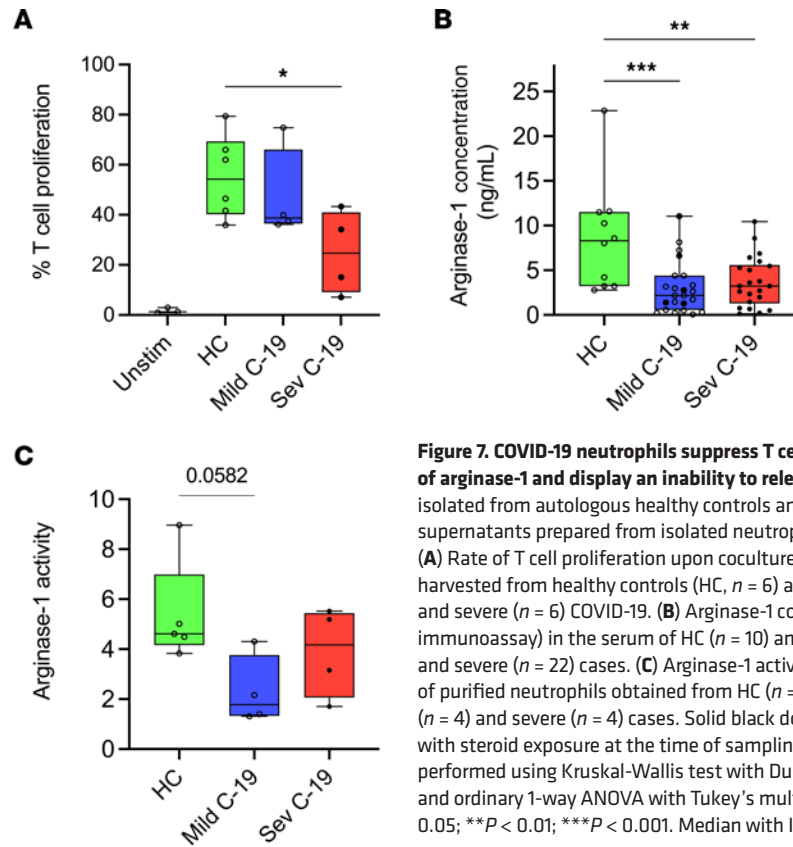 A
*
100
80
60
40
20
0
% T cell proliferation
Unstim
HC
Mild C-19
Sev C-19
B
**
***
25
20
15
10
5
0
Arginase-1 concentration
(ng/mL)
HC
Mild C-19
Sev C-19
C
0.0582
10
8
6
4
2
0
Arginase-1 activity
HC
Mild C-19
Sev C-19
Figure 7. COVID-19 neutrophils suppress T ce
of arginase-1 and display an inability to rele
isolated from autologous healthy controls an
supernatants prepared from isolated neutrop
(A) Rate of T cell proliferation upon coculture
harvested from healthy controls (HC, n = 6) a
and severe (n = 6) COVID-19. (B) Arginase-1 co
immunoassay) in the serum of HC (n = 10) an
and severe (n = 22) cases. (C) Arginase-1 activ
of purified neutrophils obtained from HC (n =
(n = 4) and severe (n = 4) cases. Solid black do
with steroid exposure at the time of samplin
performed using Kruskal-Wallis test with Du
and ordinary 1-way ANOVA with Tukey's mul
0.05; **P < 0.01; ***P < 0.001. Median with I